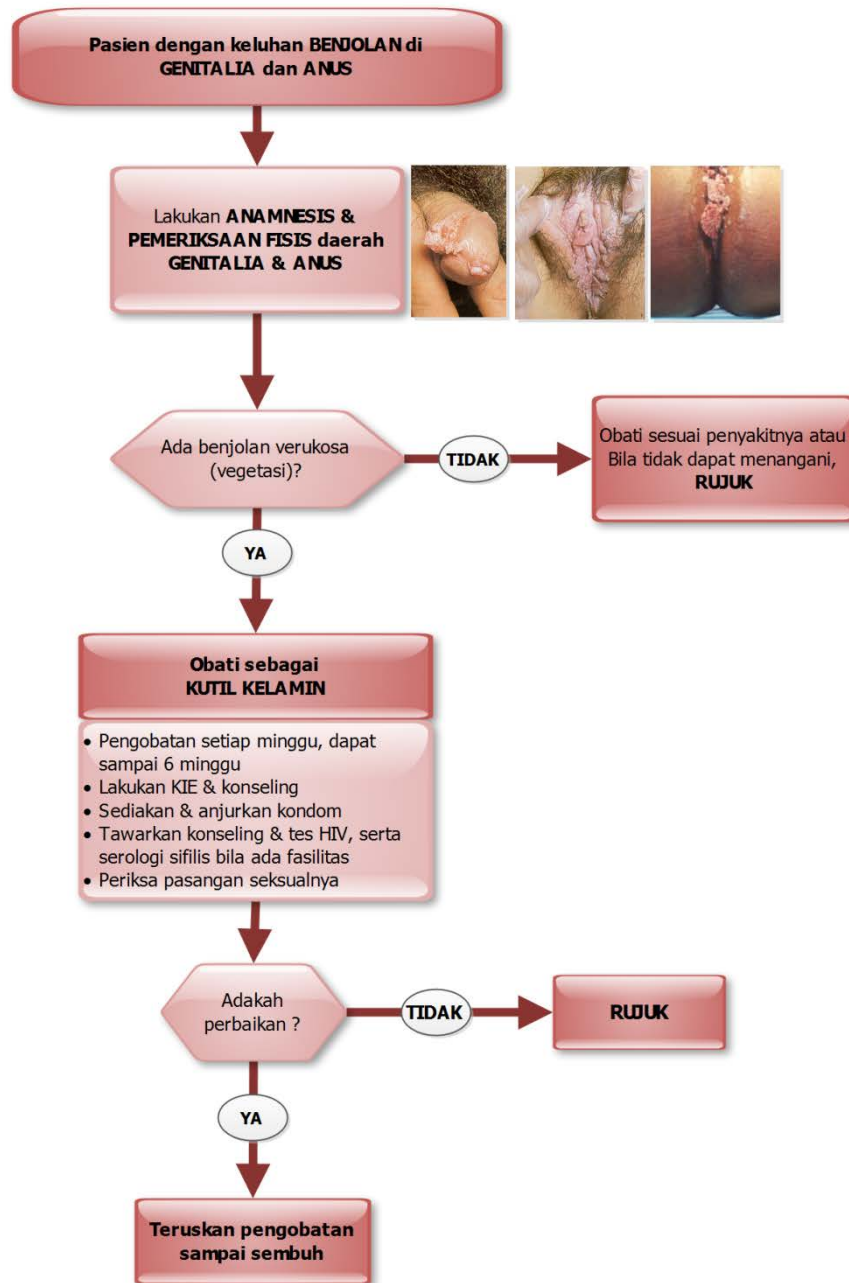 Pasien dengan keluhan BENJOLAN di
GENITALIA dan ANUS
Lakukan ANAMNESIS &
PEMERIKSAAN FISIS daerah
GENITALIA & ANUS
Ada benjolan verukosa
(vegetasi)?
TIDAK
Obati sesuai penyakitnya atau
Bila tidak dapat menangani,
RUJUK
YA
Obati sebagai
KUTIL KELAMIN
• Pengobatan setiap minggu, dapat
sampai 6 minggu
• Lakukan KIE & konseling
• Sediakan & anjurkan kondom
• Tawarkan konseling & tes HIV, serta
serologi sifilis bila ada fasilitas
• Periksa pasangan seksualnya
Adakah
perbaikan ?
TIDAK
RUJUK
YA
Teruskan pengobatan
sampai sembuh